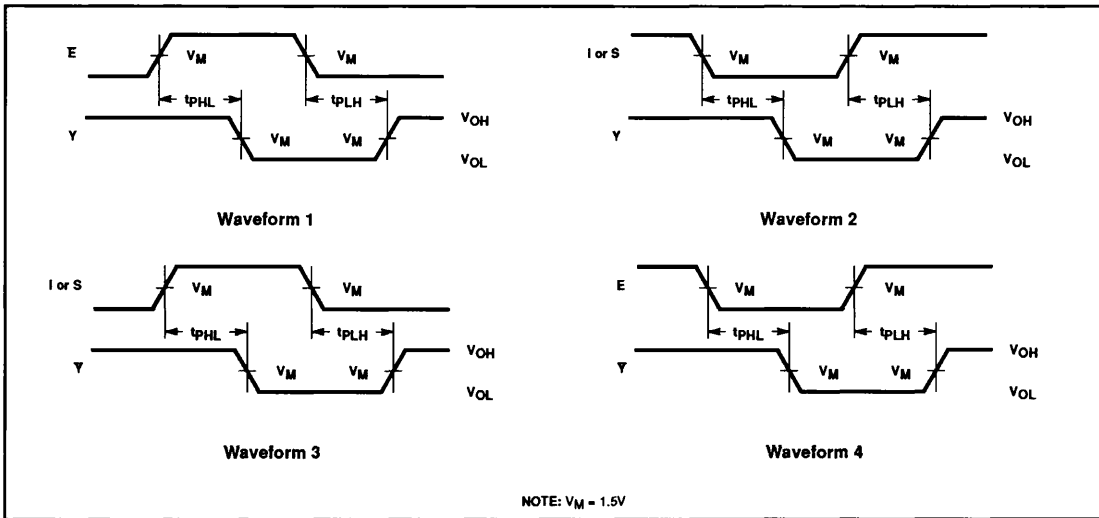 E̅ VM VM
tPHL tPLH
Y VM VM VOH
VOL
Waveform 1
I or S VM VM
tPHL tPLH
Y VM VM VOH
VOL
Waveform 2
I or S VM VM
tPHL tPLH
Y̅ VM VM VOH
VOL
Waveform 3
E VM VM
tPHL tPLH
Y̅ VM VM VOH
VOL
Waveform 4
NOTE: VM = 1.5V